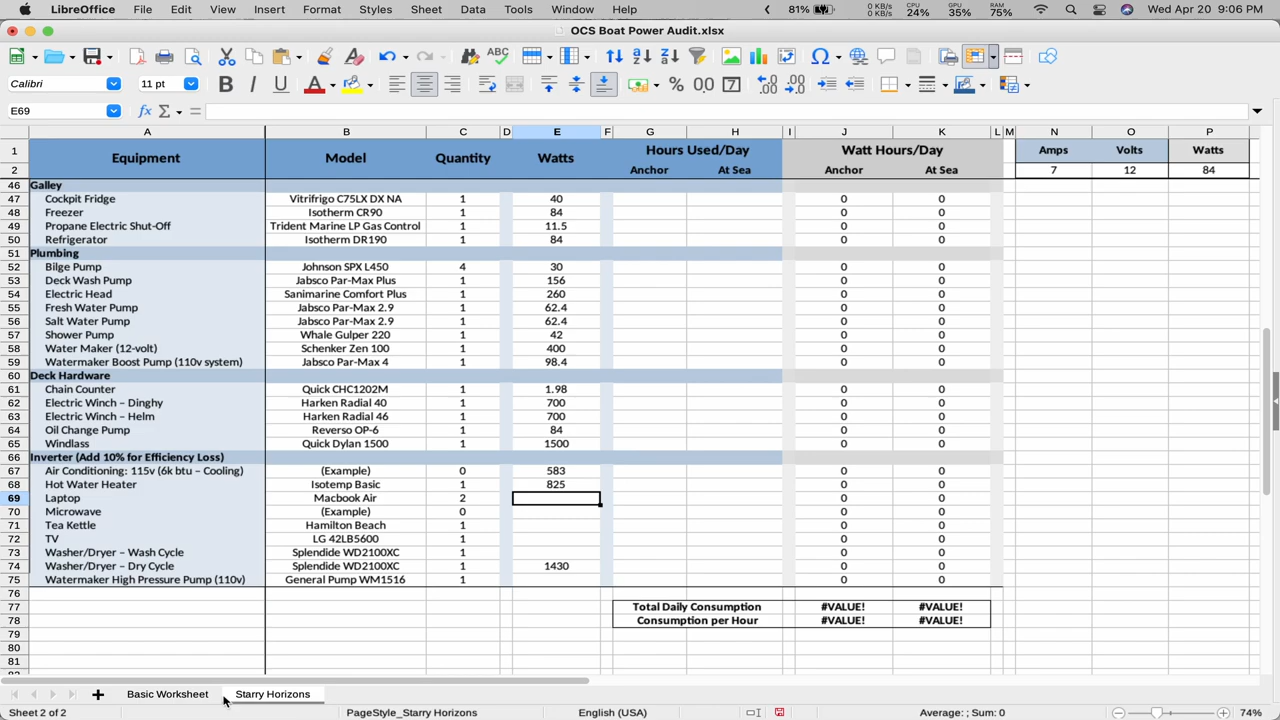 LibreOffice File Edit View Insert Format Styles Sheet Data Tools Window Help 81% 0 KB/s 0 KB/s CPU 24% GPU 35% RAM 75% Wed Apr 20 9:06 PM
OCS Boat Power Audit.xlsx
Calibri 11 pt
E69
A B C D E F G H I J K L M N O P
1 Equipment Model Quantity Watts Hours Used/Day Watt Hours/Day Amps Volts Watts
2 Anchor At Sea Anchor At Sea 7 12 84
46 Galley
47 Cockpit Fridge Vitrifrigo C75LX DX NA 1 40 0 0
48 Freezer Isotherm CR90 1 84 0 0
49 Propane Electric Shut-Off Trident Marine LP Gas Control 1 11.5 0 0
50 Refrigerator Isotherm DR190 1 84 0 0
51 Plumbing
52 Bilge Pump Johnson SPX L450 4 30 0 0
53 Deck Wash Pump Jabsco Par-Max Plus 1 156 0 0
54 Electric Head Sanimarine Comfort Plus 1 260 0 0
55 Fresh Water Pump Jabsco Par-Max 2.9 1 62.4 0 0
56 Salt Water Pump Jabsco Par-Max 2.9 1 62.4 0 0
57 Shower Pump Whale Gulper 220 1 42 0 0
58 Water Maker (12-volt) Schenker Zen 100 1 400 0 0
59 Watermaker Boost Pump (110v system) Jabsco Par-Max 4 1 98.4 0 0
60 Deck Hardware
61 Chain Counter Quick CHC1202M 1 1.98 0 0
62 Electric Winch – Dinghy Harken Radial 40 1 700 0 0
63 Electric Winch – Helm Harken Radial 46 1 700 0 0
64 Oil Change Pump Reverso OP-6 1 84 0 0
65 Windlass Quick Dylan 1500 1 1500 0 0
66 Inverter (Add 10% for Efficiency Loss)
67 Air Conditioning: 115v (6k btu – Cooling) (Example) 0 583 0 0
68 Hot Water Heater Isotemp Basic 1 825 0 0
69 Laptop Macbook Air 2 0 0
70 Microwave (Example) 0 0 0
71 Tea Kettle Hamilton Beach 1 0 0
72 TV LG 42LB5600 1 0 0
73 Washer/Dryer – Wash Cycle Splendide WD2100XC 1 0 0
74 Washer/Dryer – Dry Cycle Splendide WD2100XC 1 1430 0 0
75 Watermaker High Pressure Pump (110v) General Pump WM1516 1 0 0
76
77 Total Daily Consumption #VALUE! #VALUE!
78 Consumption per Hour #VALUE! #VALUE!
79
80
81
Basic Worksheet Starry Horizons
Sheet 2 of 2 PageStyle_Starry Horizons English (USA) Average: ; Sum: 0 74%